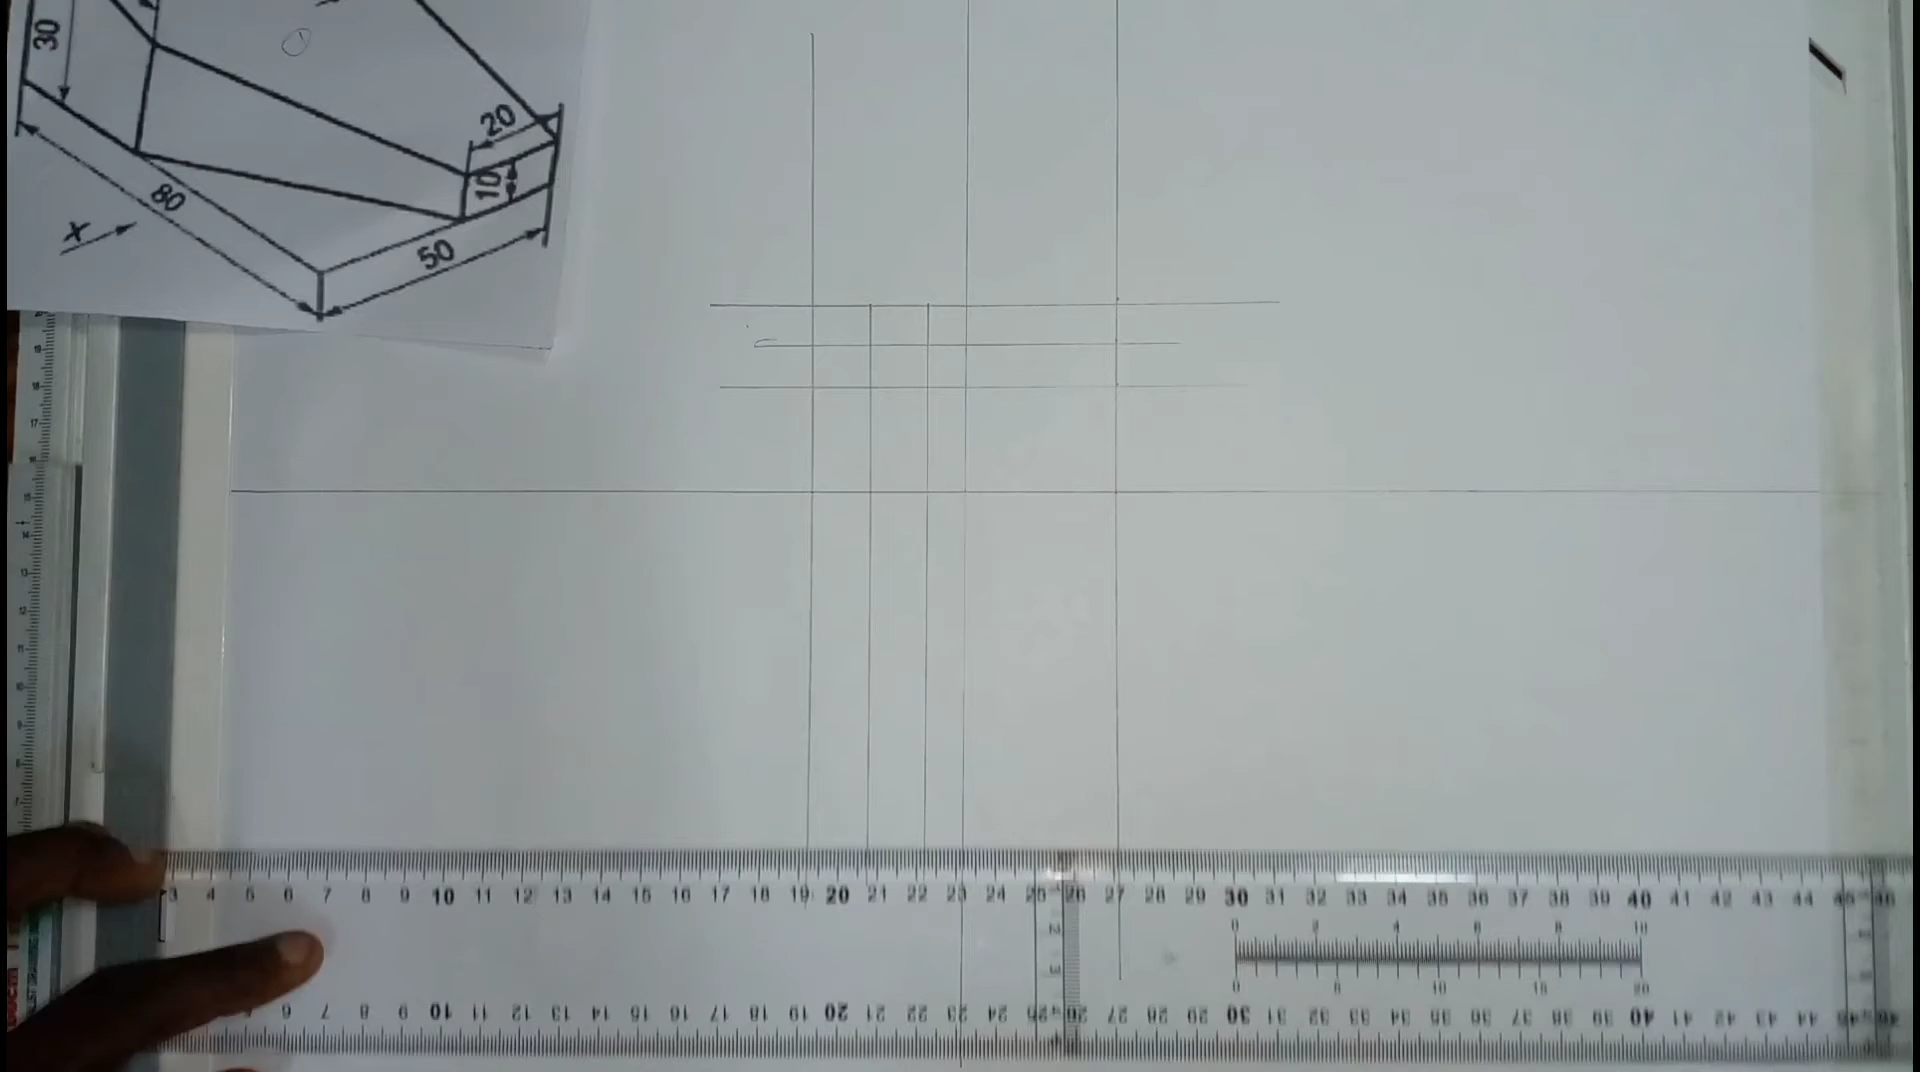 30
20
10
80
X
50
3 4 5 6 7 8 9 10 11 12 13 14 15 16 17 18 19 20 21 22 23 24 25 26 27 28 29 30 31 32 33 34 35 36 37 38 39 40 41 42 43 44 45 46
0 2 4 6 8 10
0 5 10 15 20
6 7 8 9 10 11 12 13 14 15 16 17 18 19 20 21 22 23 24 25 26 27 28 29 30 31 32 33 34 35 36 37 38 39 40 41 42 43 44 45 46